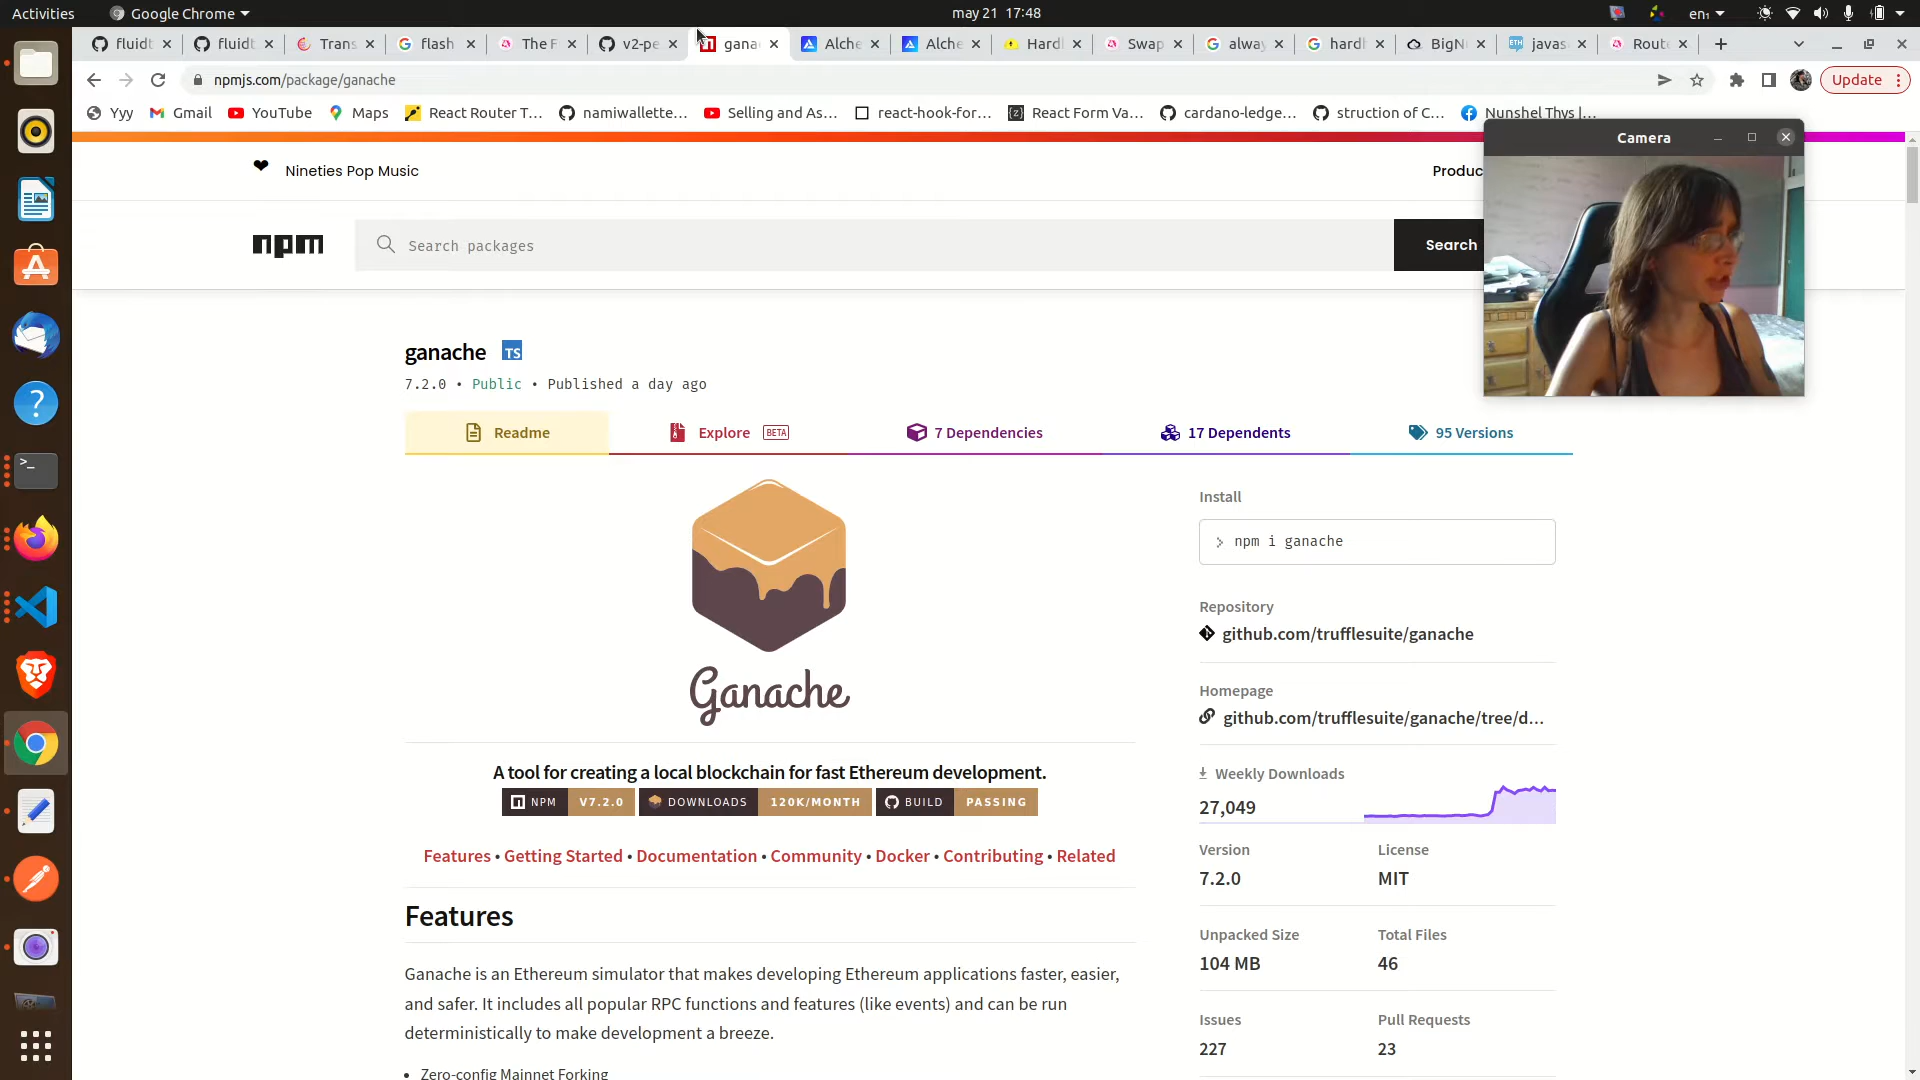 Activities Google Chrome may 21 17:48 en₁
fluidt fluidt Trans flash The F v2-pe gana Alche Alche Hardl Swap alway hardh BigN javas Route
npmjs.com/package/ganache Update
Yyy Gmail YouTube Maps React Router T... namiwallette... Selling and As... react-hook-for... React Form Va... cardano-ledge... struction of C... Nunshel Thys |...
Camera
❤ Nineties Pop Music Produc
npm Search packages Search
ganache TS
7.2.0 • Public • Published a day ago
Readme Explore BETA 7 Dependencies 17 Dependents 95 Versions
Ganache
A tool for creating a local blockchain for fast Ethereum development.
NPM V7.2.0 DOWNLOADS 120K/MONTH BUILD PASSING
Features • Getting Started • Documentation • Community • Docker • Contributing • Related
Features
Ganache is an Ethereum simulator that makes developing Ethereum applications faster, easier,
and safer. It includes all popular RPC functions and features (like events) and can be run
deterministically to make development a breeze.
• Zero-config Mainnet Forking
Install
> npm i ganache
Repository
github.com/trufflesuite/ganache
Homepage
github.com/trufflesuite/ganache/tree/d...
Weekly Downloads
27,049
Version License
7.2.0 MIT
Unpacked Size Total Files
104 MB 46
Issues Pull Requests
227 23